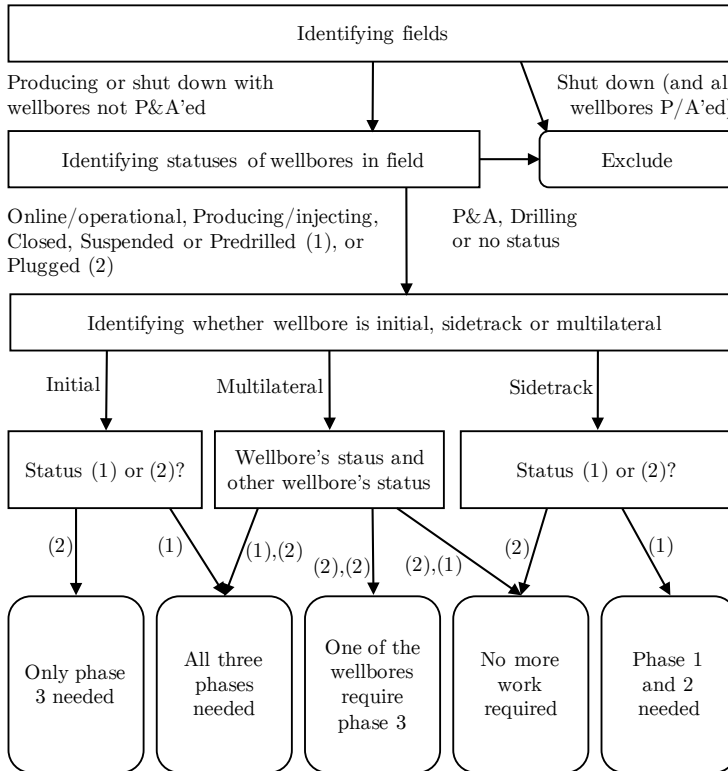 Identifying fields
Producing or shut down with
wellbores not P&A'ed
Shut down (and al
wellbores P/A'ed)
Identifying statuses of wellbores in field
Exclude
Online/operational, Producing/injecting,
Closed, Suspended or Predrilled (1), or
Plugged (2)
P&A, Drilling
or no status
Identifying whether wellbore is initial, sidetrack or multilateral
Initial
Multilateral
Sidetrack
Status (1) or (2)?
Wellbore's staus and
other wellbore's status
Status (1) or (2)?
(2)
(1)
(1),(2)
(2),(2)
(2),(1)
(2)
(1)
Only phase
3 needed
All three
phases
needed
One of the
wellbores
require
phase 3
No more
work
required
Phase 1
and 2
needed